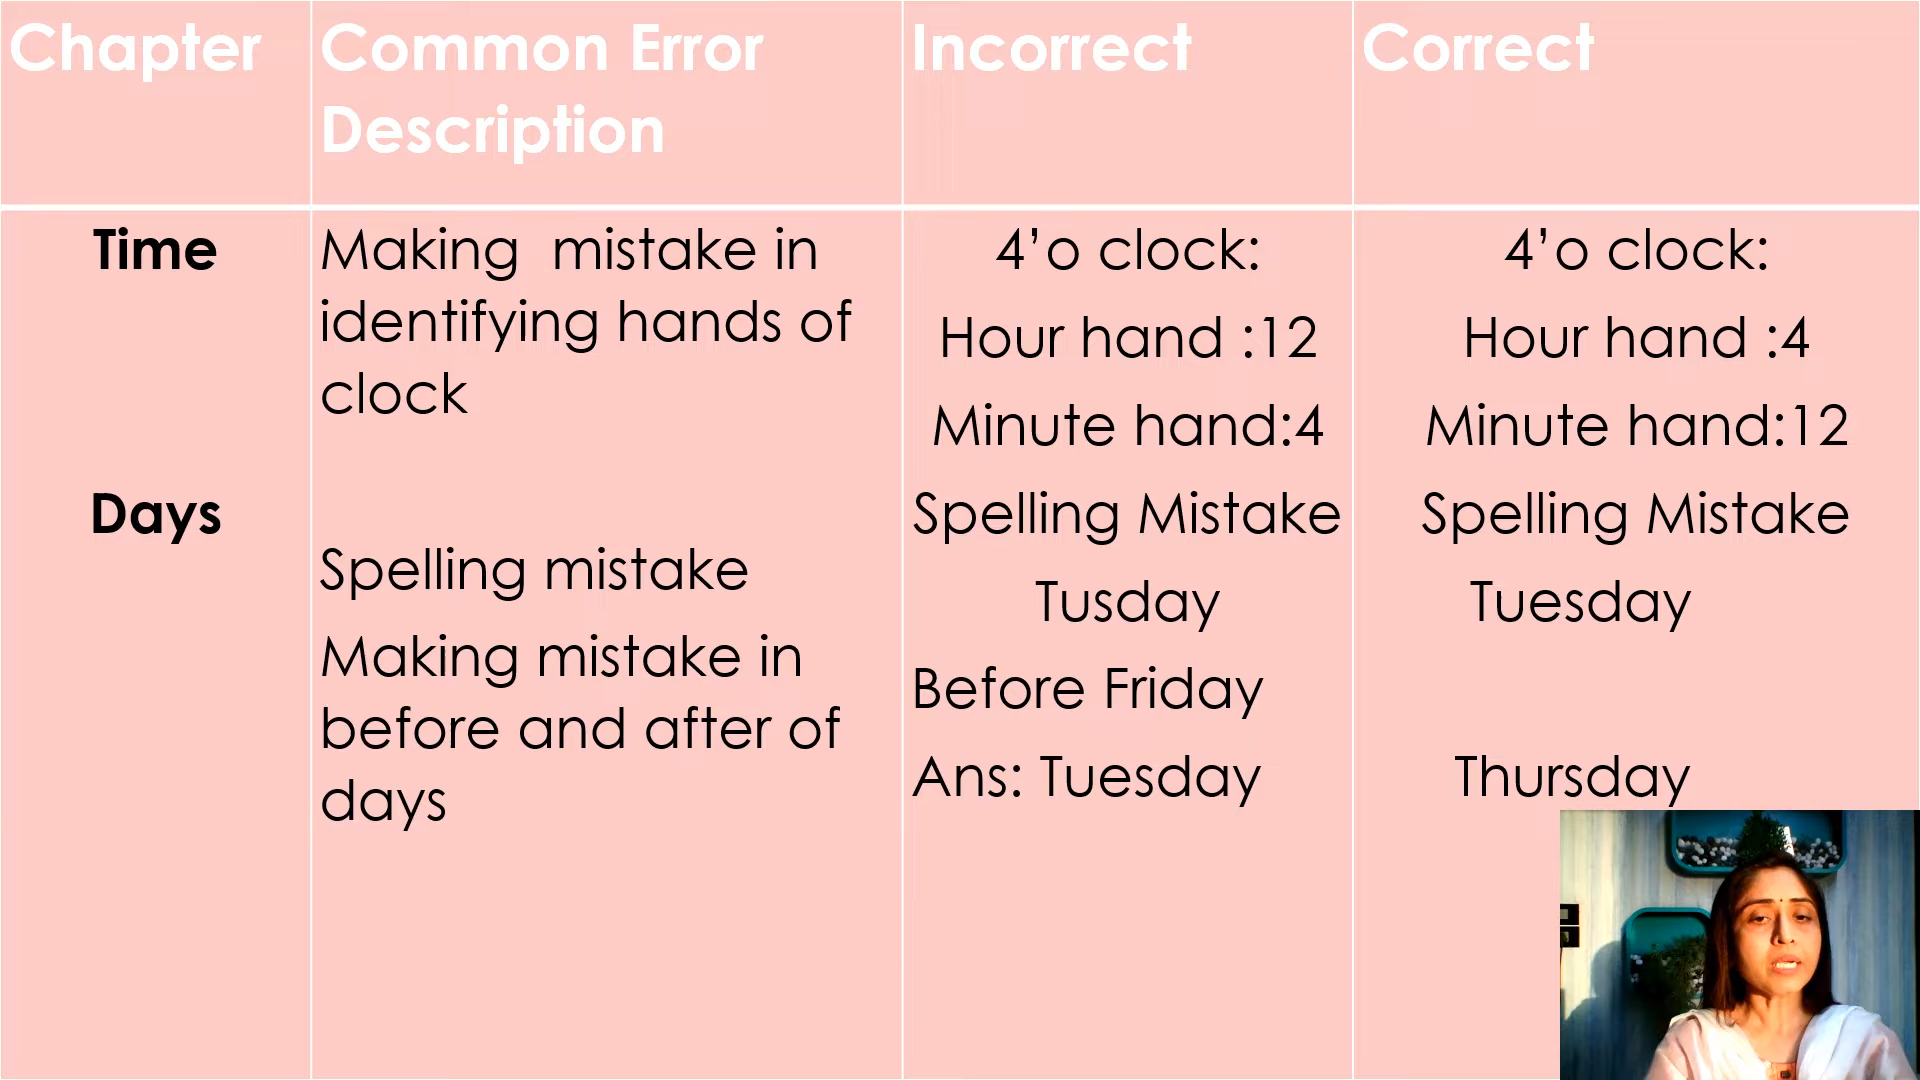 Chapter
Common Error
Description
Incorrect
Correct
Time
Making  mistake in
identifying hands of
clock
4’o clock:
Hour hand :12
Minute hand:4
4’o clock:
Hour hand :4
Minute hand:12
Days
Spelling mistake
Making mistake in
before and after of
days
Spelling Mistake
Tusday
Before Friday
Ans: Tuesday
Spelling Mistake
Tuesday
Thursday